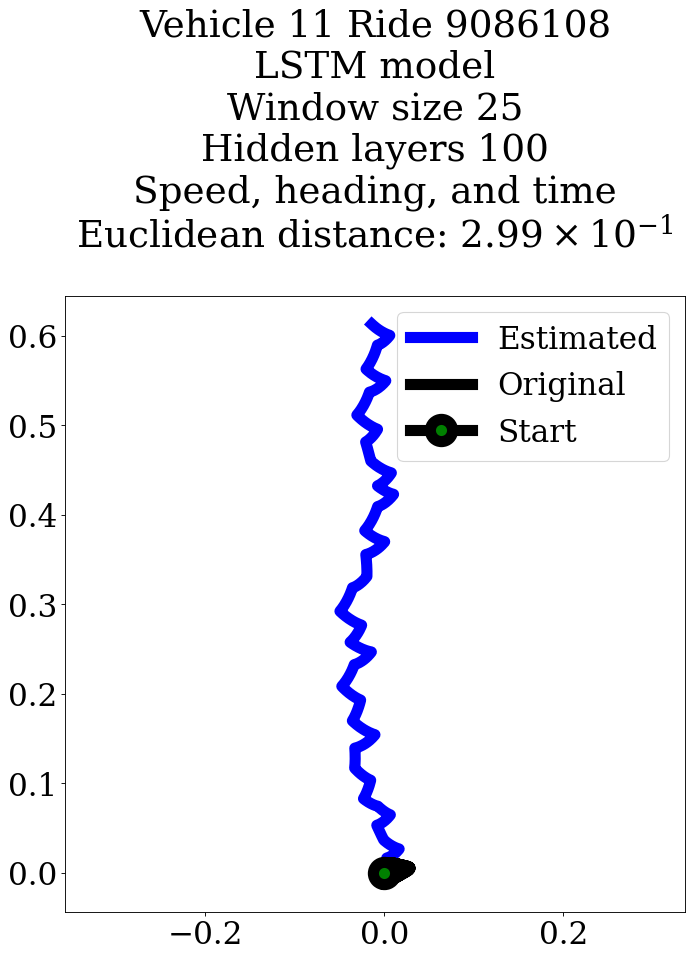 Vehicle 11 Ride 9086108
LSTM model
Window size 25
Hidden layers 100
Speed, heading, and time
Euclidean distance: 2.99 × 10⁻¹
Estimated
Original
Start
0.6
0.5
0.4
0.3
0.2
0.1
0.0
−0.2 0.0 0.2